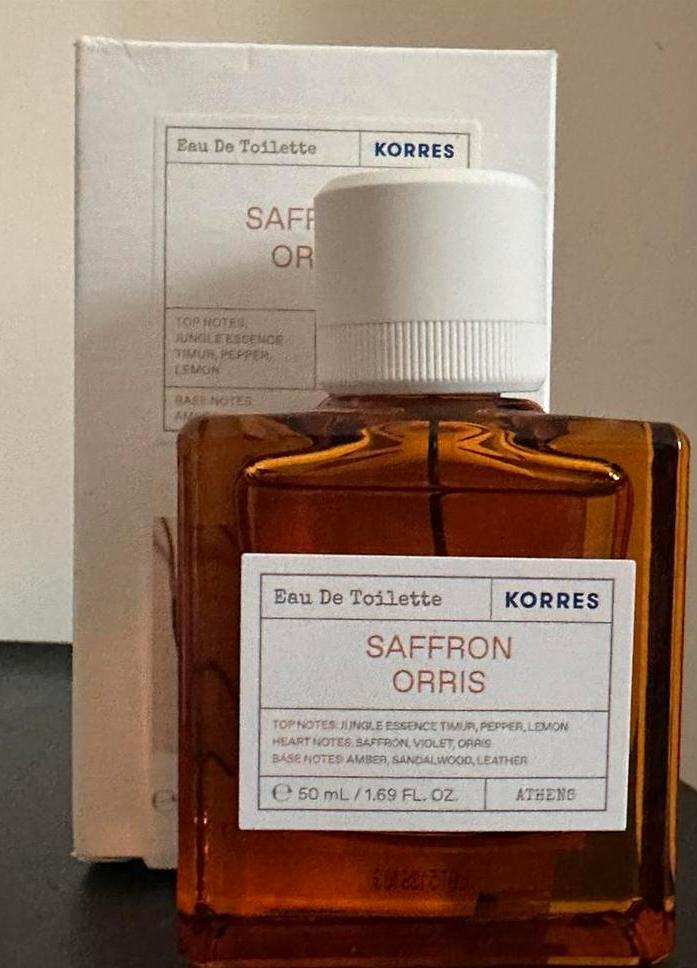 Eau De Toilette KORRES
SAFF
OR
TOP NOTES:
JUNGLE ESSENCE
TIMUR, PEPPER,
LEMON
BASE NOTES:
Eau De Toilette KORRES
SAFFRON
ORRIS
TOP NOTES: JUNGLE ESSENCE TIMUR, PEPPER, LEMON
HEART NOTES: SAFFRON, VIOLET, ORRIS
BASE NOTES: AMBER, SANDALWOOD, LEATHER
℮ 50 mL / 1.69 FL. OZ. ATHENS